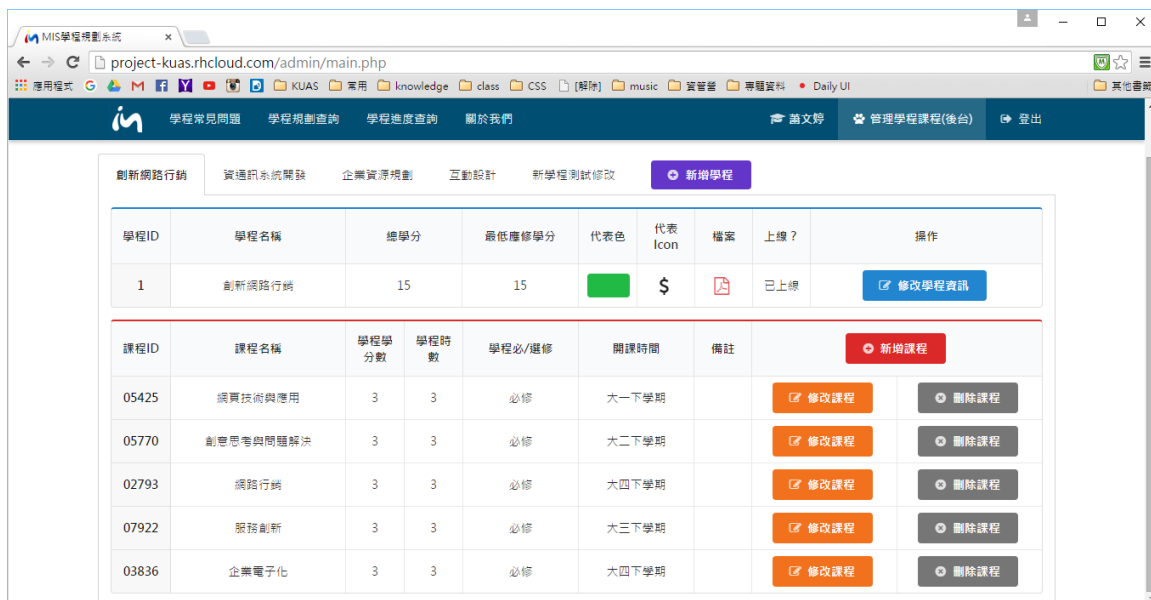 MIS學程規劃系統
project-kuas.rhcloud.com/admin/main.php
應用程式 KUAS 常用 knowledge class CSS [解除] music 資管營 專題資料 Daily UI 其他書籤
學程常見問題 學程規劃查詢 學程進度查詢 關於我們 蕭文婷 管理學程課程(後台) 登出
創新網路行銷 資通訊系統開發 企業資源規劃 互動設計 新學程測試修改 新增學程
學程ID 學程名稱 總學分 最低應修學分 代表色 代表 Icon 檔案 上線? 操作
1 創新網路行銷 15 15 $ 已上線 修改學程資訊
課程ID 課程名稱 學程學分數 學程時數 學程必/選修 開課時間 備註 新增課程
05425 網頁技術與應用 3 3 必修 大一下學期 修改課程 刪除課程
05770 創意思考與問題解決 3 3 必修 大二下學期 修改課程 刪除課程
02793 網路行銷 3 3 必修 大四下學期 修改課程 刪除課程
07922 服務創新 3 3 必修 大三下學期 修改課程 刪除課程
03836 企業電子化 3 3 必修 大四下學期 修改課程 刪除課程